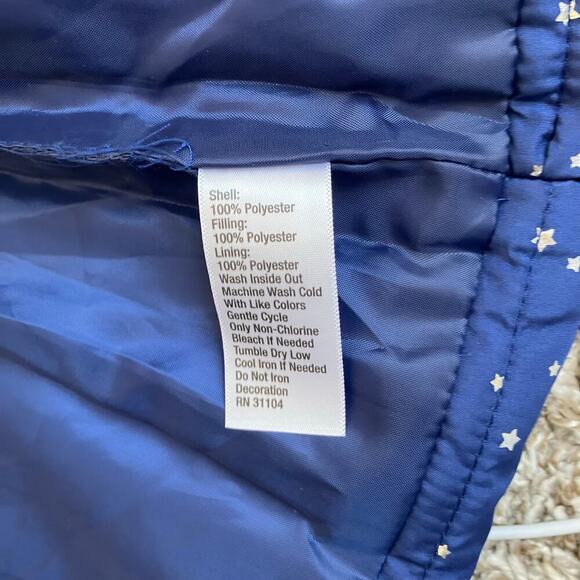 Shell:
100% Polyester
Filling:
100% Polyester
Lining:
100% Polyester
Wash Inside Out
Machine Wash Cold
With Like Colors
Gentle Cycle
Only Non-Chlorine
Bleach If Needed
Tumble Dry Low
Cool Iron If Needed
Do Not Iron
Decoration
RN 31104